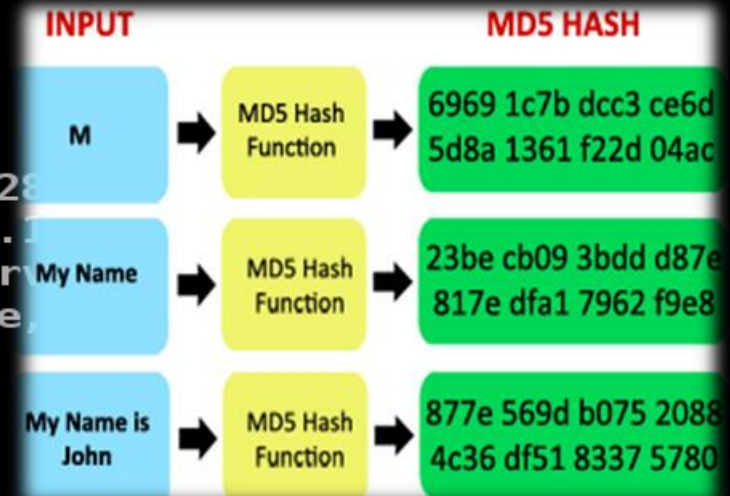 INPUT
MD5 HASH
M
MD5 Hash
Function
6969 1c7b dcc3 ce6d
5d8a 1361 f22d 04ac
My Name
MD5 Hash
Function
23be cb09 3bdd d87e
817e dfa1 7962 f9e8
My Name is
John
MD5 Hash
Function
877e 569d b075 2088
4c36 df51 8337 5780